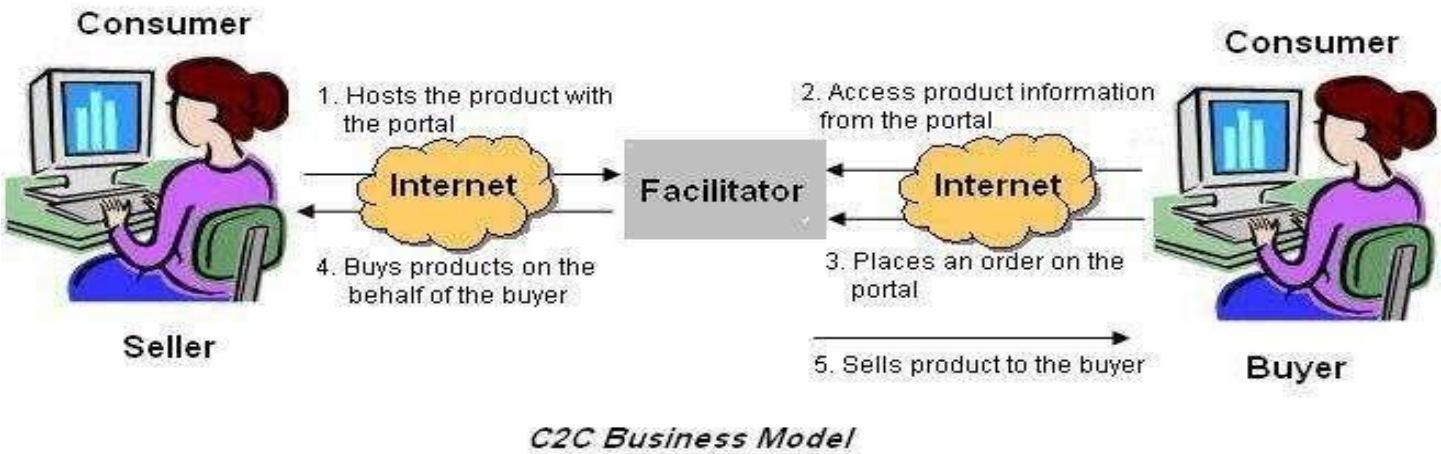 Consumer
Consumer
1. Hosts the product with
the portal
2. Access product information
from the portal
Internet
Facilitator
Internet
4. Buys products on the
behalf of the buyer
3. Places an order on the
portal
Seller
5. Sells product to the buyer
Buyer
C2C Business Model